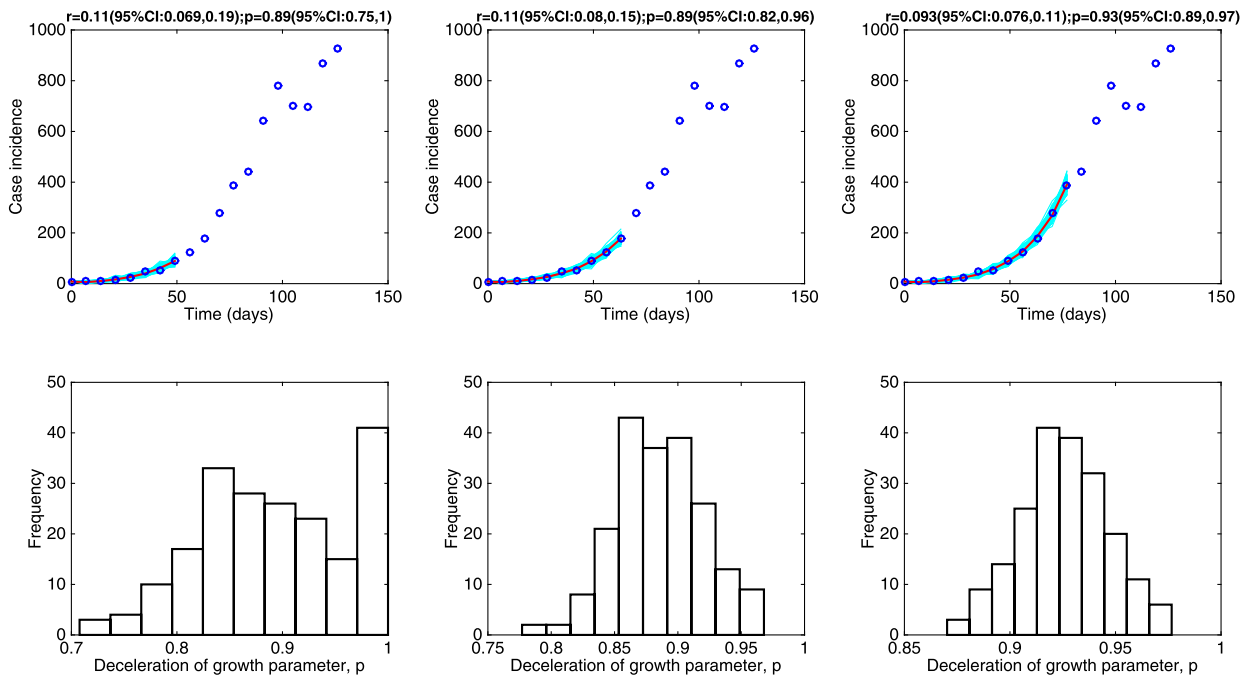 r=0.11(95%CI:0.069,0.19);p=0.89(95%CI:0.75,1)
1000
800
600
400
200
0
Case incidence
0 50 100 150
Time (days)
r=0.11(95%CI:0.08,0.15);p=0.89(95%CI:0.82,0.96)
1000
800
600
400
200
0
Case incidence
0 50 100 150
Time (days)
r=0.093(95%CI:0.076,0.11);p=0.93(95%CI:0.89,0.97)
1000
800
600
400
200
0
Case incidence
0 50 100 150
Time (days)
50
40
30
20
10
0
Frequency
0.7 0.8 0.9 1
Deceleration of growth parameter, p
50
40
30
20
10
0
Frequency
0.75 0.8 0.85 0.9 0.95 1
Deceleration of growth parameter, p
50
40
30
20
10
0
Frequency
0.85 0.9 0.95 1
Deceleration of growth parameter, p